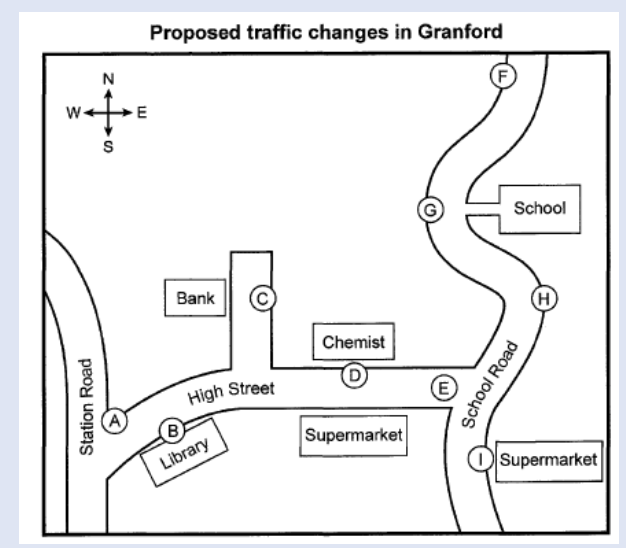 Proposed traffic changes in Granford
N
W E
S
F
G
School
Bank
C
H
Chemist
D
High Street
E
School Road
Station Road
A
B
Library
Supermarket
I
Supermarket